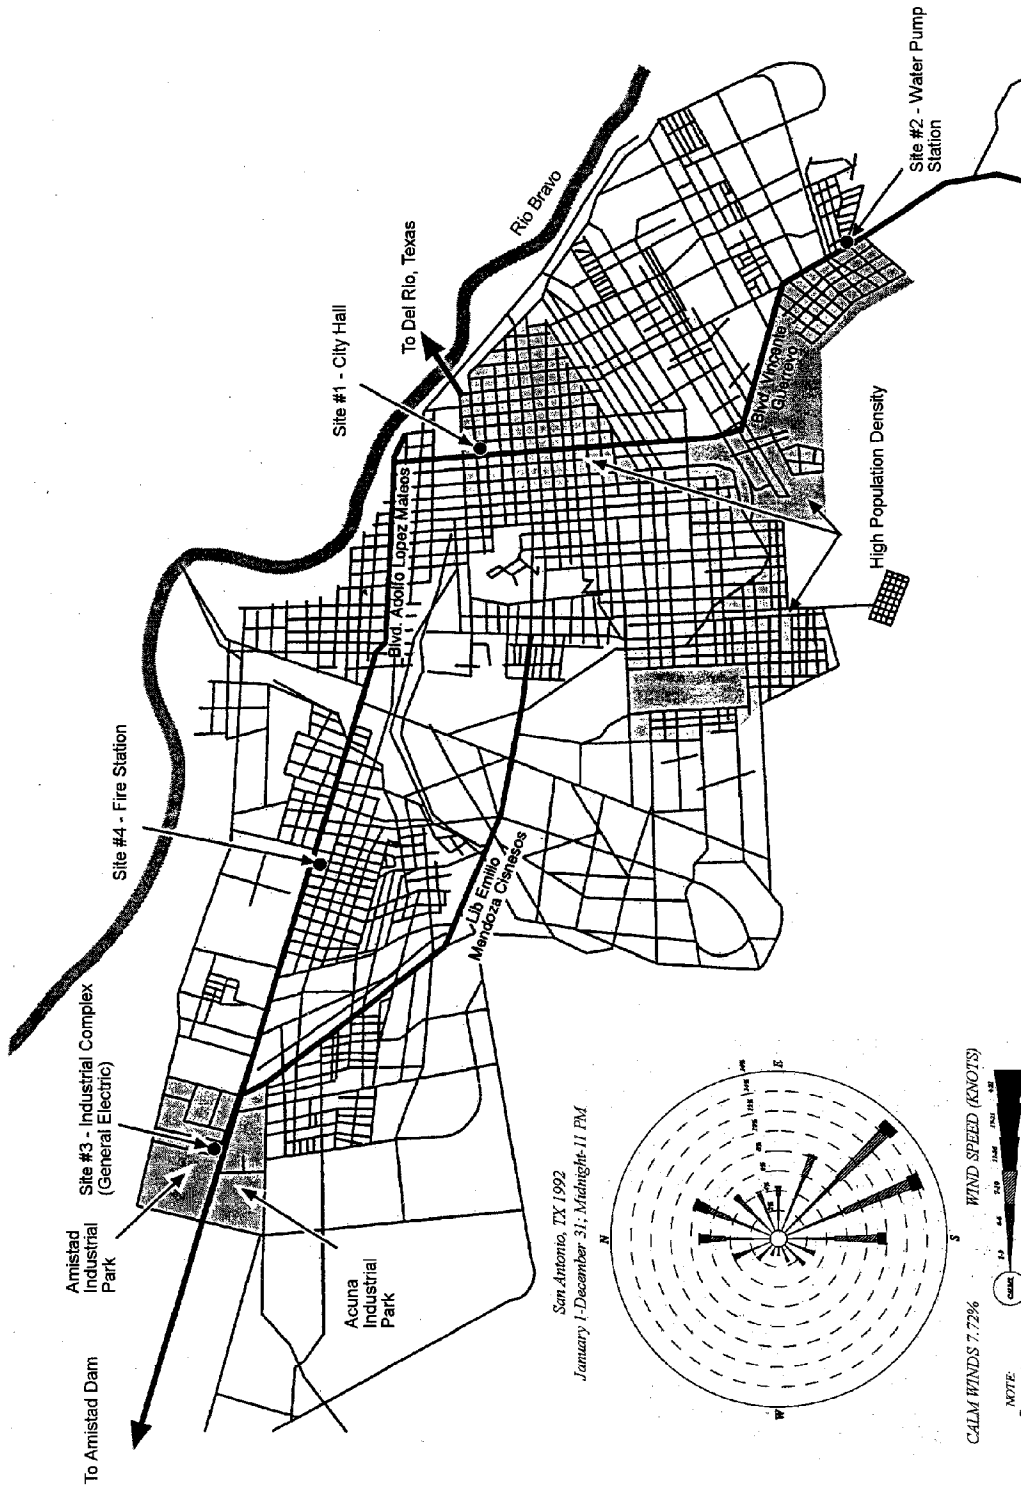 To Amistad Dam
Amistad
Industrial
Park
Site #3 - Industrial Complex
(General Electric)
Site #4 - Fire Station
Site #1 - City Hall
To Del Rio, Texas
Rio Bravo
Acuna
Industrial
Park
Blvd. Adolfo Lopez Mateos
Lib Emilio
Mendoza Cisnesos
Blvd. Vincante
Guerrevo
High Population Density
Site #2 - Water Pump
Station
San Antonio, TX 1992
January 1-December 31; Midnight-11 PM
N
E
S
W
CALM WINDS 7.72%
WIND SPEED (KNOTS)
NOTE: